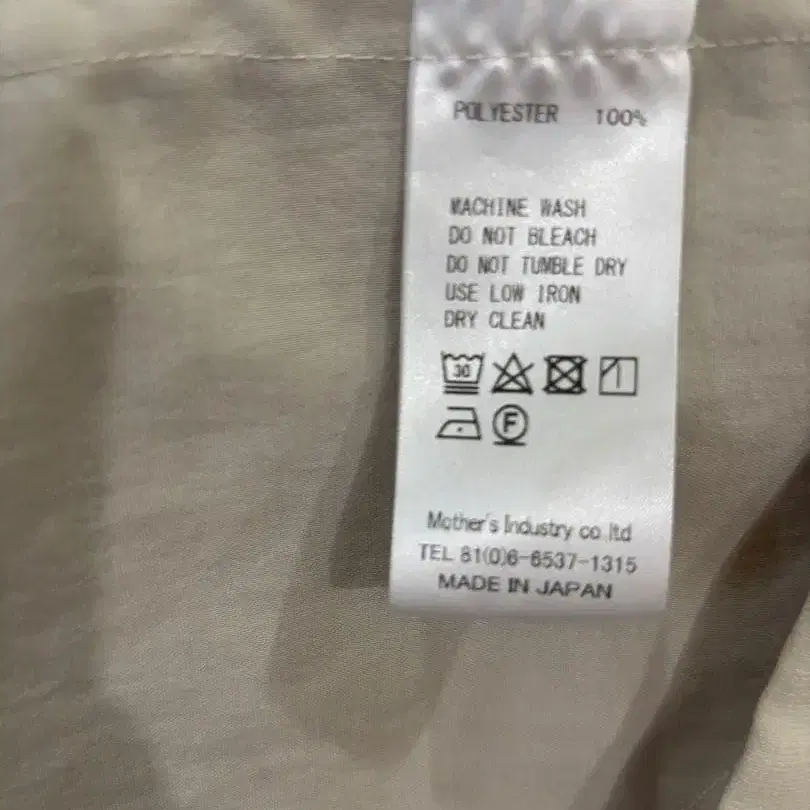 POLYESTER 100%
MACHINE WASH
DO NOT BLEACH
DO NOT TUMBLE DRY
USE LOW IRON
DRY CLEAN
30
F
Mother's Industry co ltd
TEL 81(0)6-6537-1315
MADE IN JAPAN